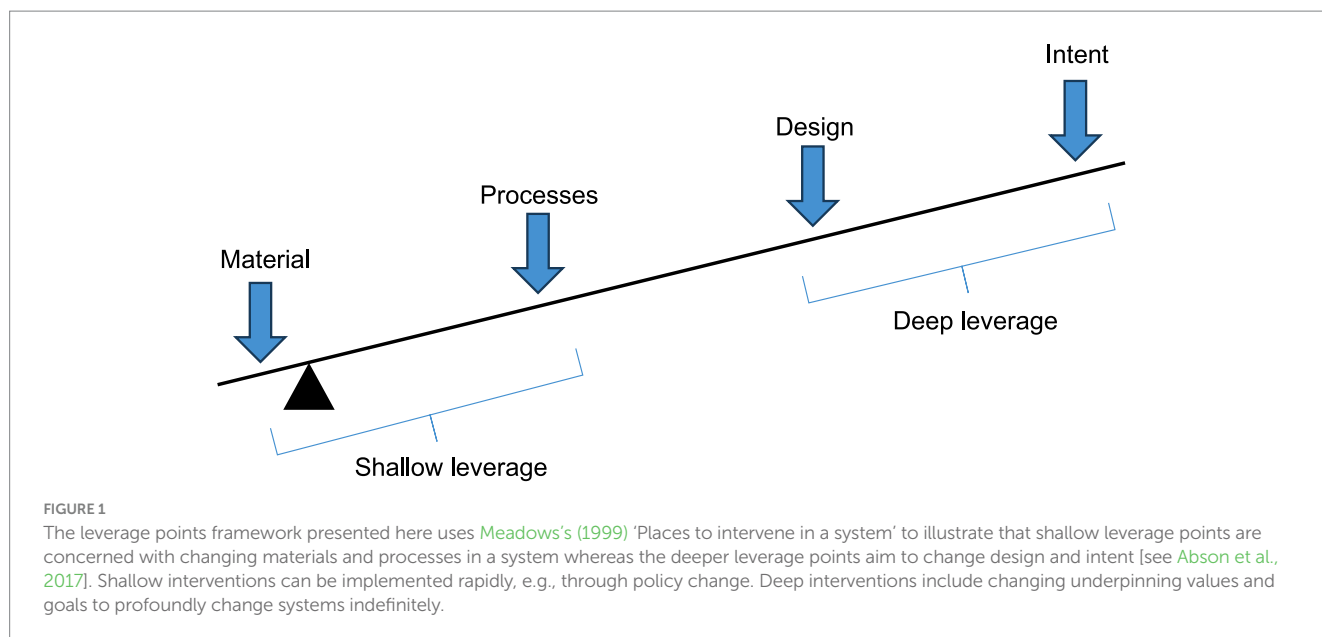 Intent
Design
Processes
Material
Deep leverage
Shallow leverage
FIGURE 1
The leverage points framework presented here uses Meadows's (1999) ‘Places to intervene in a system’ to illustrate that shallow leverage points are
concerned with changing materials and processes in a system whereas the deeper leverage points aim to change design and intent [see Abson et al.,
2017]. Shallow interventions can be implemented rapidly, e.g., through policy change. Deep interventions include changing underpinning values and
goals to profoundly change systems indefinitely.